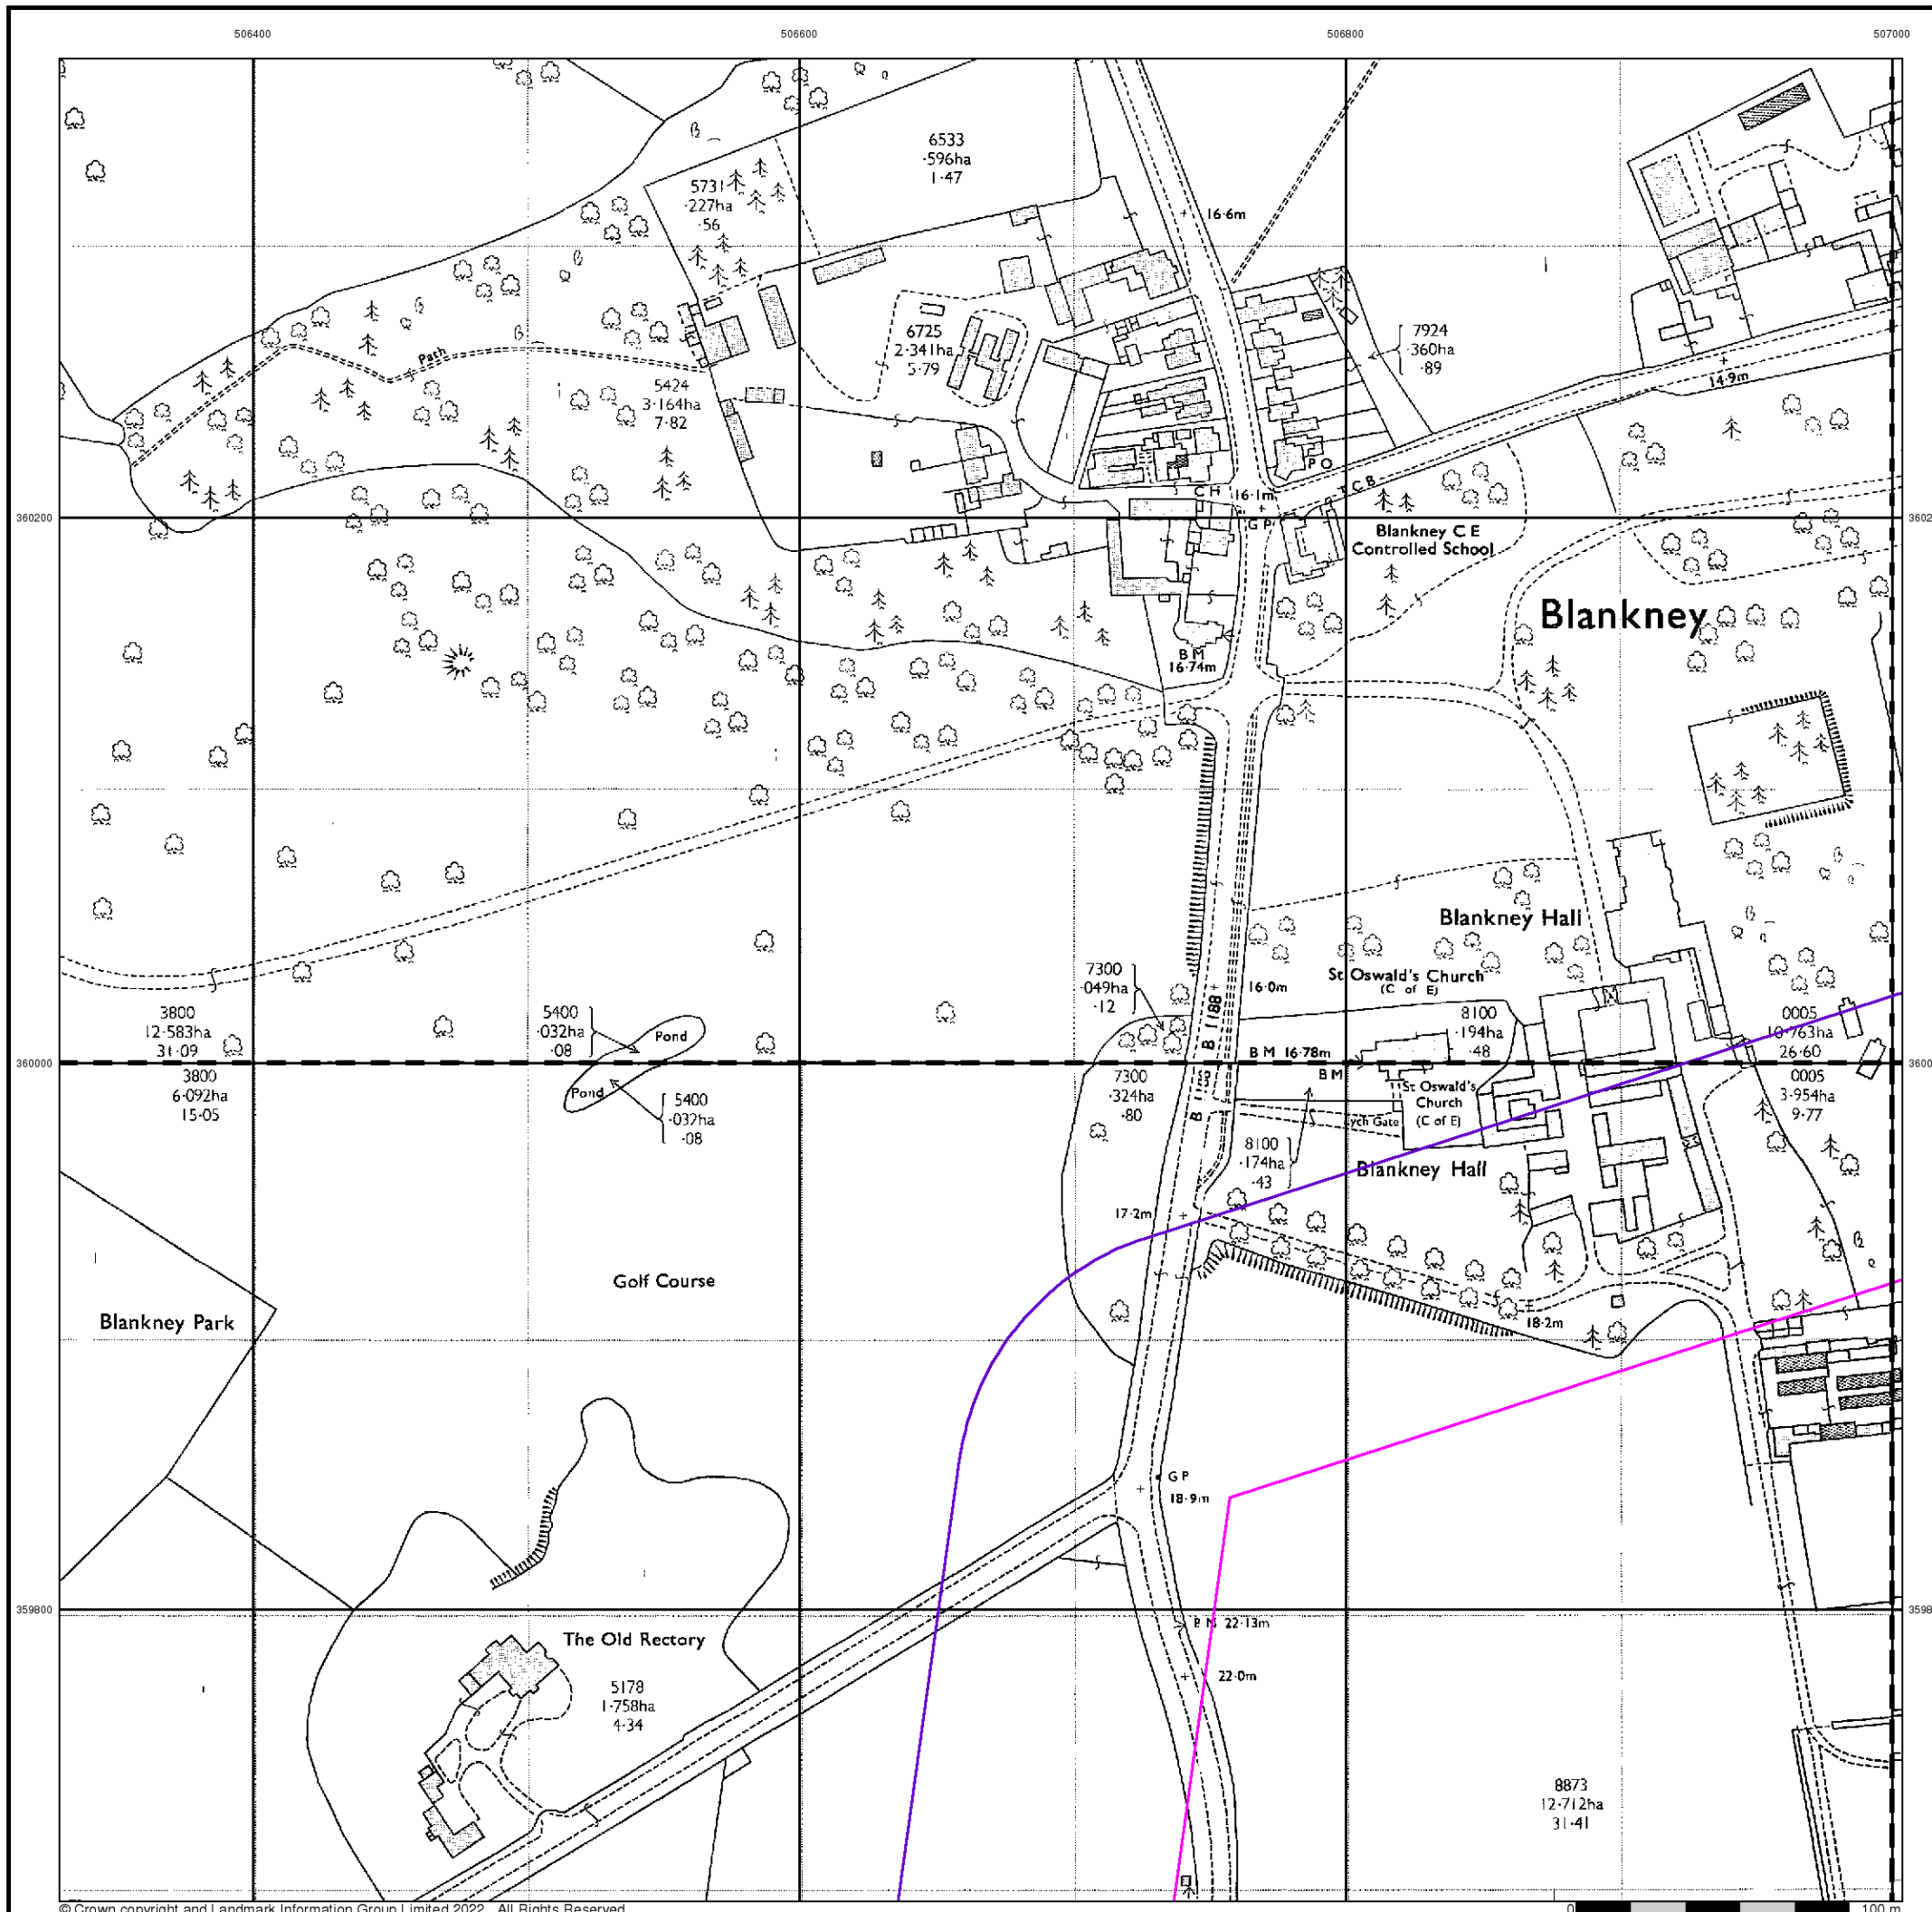 506400
506600
506800
507000
6533
·596ha
1·47
5731
·227ha
·56
16·6m
6725
2·341ha
5·79
7924
·360ha
·89
Path
5424
3·164ha
7·82
14·9m
P O
T C B
C H
16·1m
G P
360200
3602
Blankney C E
Controlled School
Blankney
B M
16·74m
Blankney Hall
7300
·049ha
·12
16·0m
St Oswald's Church
(C of E)
3800
12·583ha
31·09
5400
·032ha
·08
Pond
B 1188
8100
·194ha
·48
0005
10·763ha
26·60
360000
3600
B M 16·78m
B M
3800
6·092ha
15·05
Pond
5400
·032ha
·08
7300
·324ha
·80
B 1188
St Oswald's
Church
(C of E)
ych Gate
0005
3·954ha
9·77
8100
·174ha
·43
Blankney Hall
17·2m
Golf Course
Blankney Park
18·2m
G P
18·9m
359800
3598
B M 22·13m
The Old Rectory
22·0m
5178
1·758ha
4·34
8873
12·712ha
31·41
© Crown copyright and Landmark Information Group Limited 2022. All Rights Reserved.
0
100 m